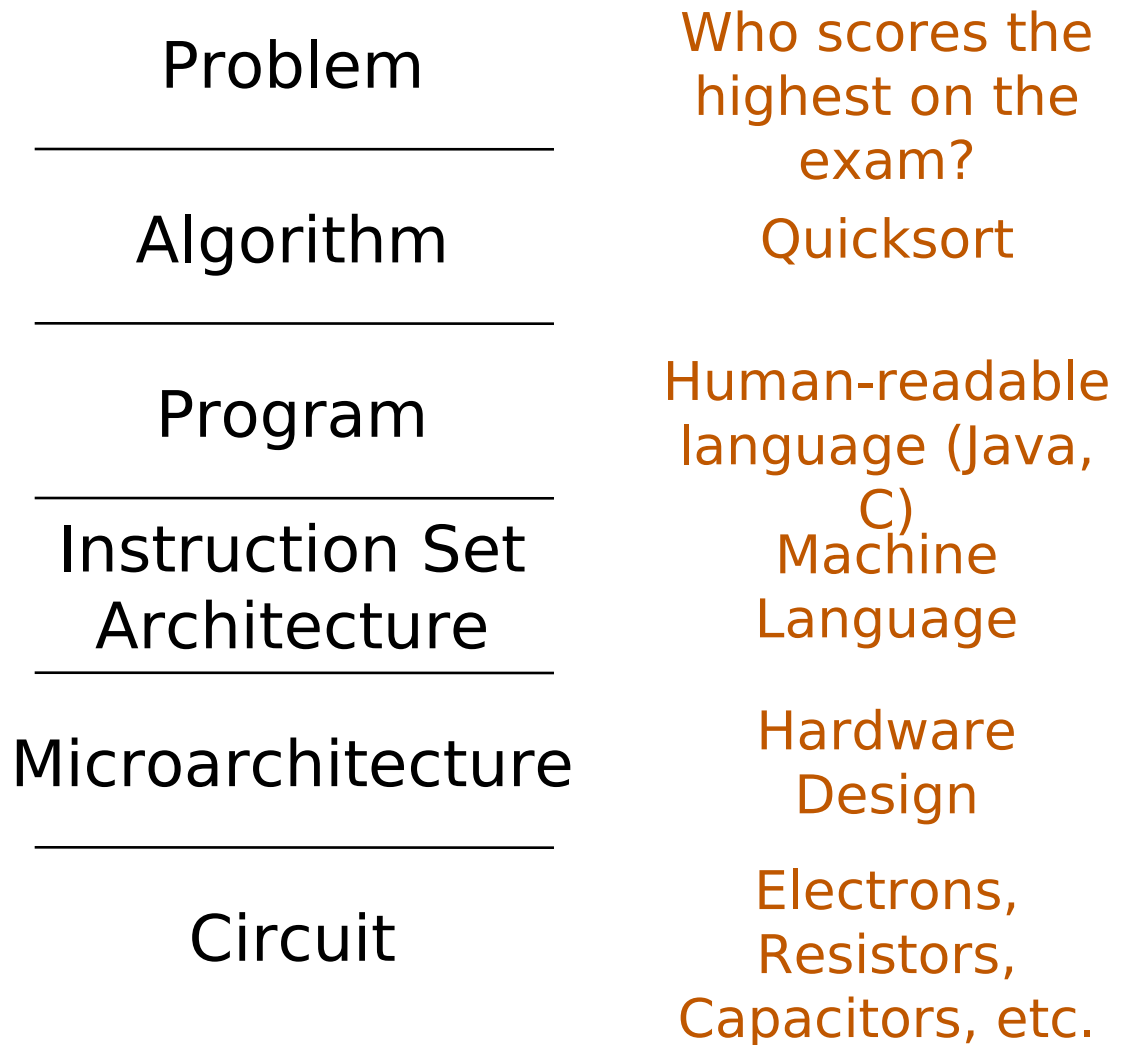 Problem
Who scores the
highest on the
exam?
Algorithm
Quicksort
Program
Human-readable
language (Java,
C)
Instruction Set
Architecture
Machine
Language
Microarchitecture
Hardware
Design
Circuit
Electrons,
Resistors,
Capacitors, etc.